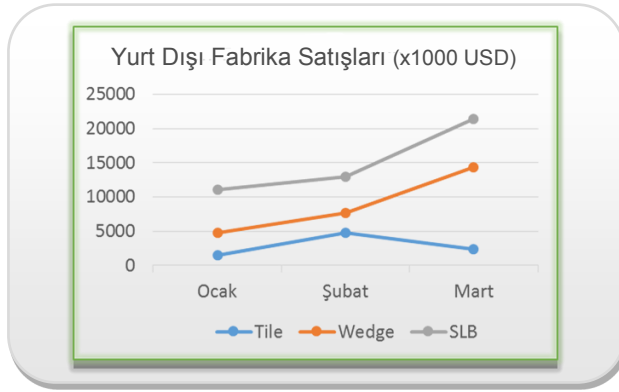 Yurt Dışı Fabrika Satışları (x1000 USD)
25000
20000
15000
10000
5000
0
Ocak Şubat Mart
Tile Wedge SLB